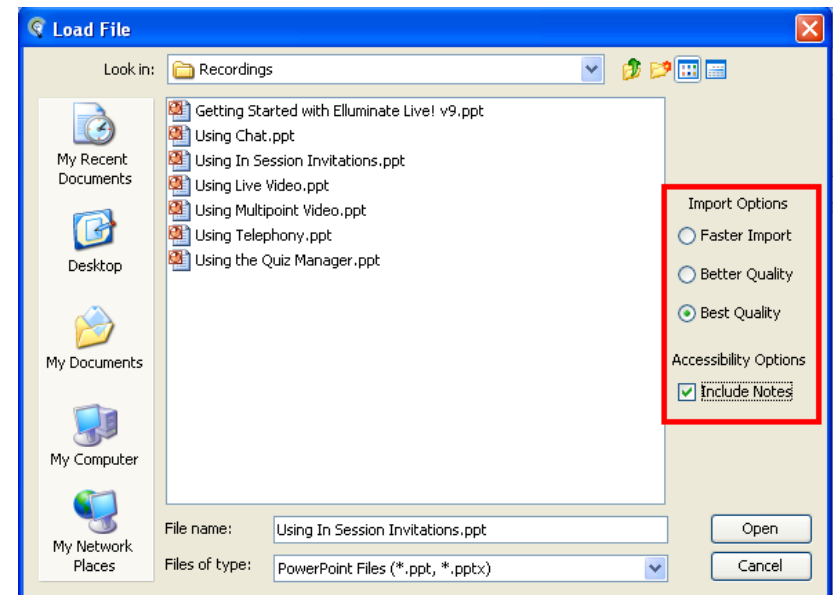 Load File
Look in:
Recordings
My Recent
Documents
Desktop
My Documents
My Computer
My Network
Places
Getting Started with Elluminate Live! v9.ppt
Using Chat.ppt
Using In Session Invitations.ppt
Using Live Video.ppt
Using Multipoint Video.ppt
Using Telephony.ppt
Using the Quiz Manager.ppt
Import Options
Faster Import
Better Quality
Best Quality
Accessibility Options
Include Notes
File name:
Using In Session Invitations.ppt
Open
Files of type:
PowerPoint Files (*.ppt, *.pptx)
Cancel